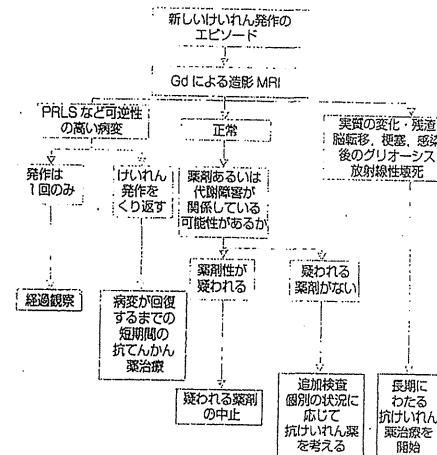 新しいけいれん発作の
エピソード
Gdによる造影MRI
PRLSなど可逆性
の高い病変
正常
実質の変化・残渣
脳転移,梗塞,感染
後のグリオーシス
放射線性壊死
発作は
1回のみ
けいれん
発作を
くり返す
薬剤あるいは
代謝障害が
関係している
可能性があるか
薬剤性が
疑われる
疑われる
薬剤がない
経過観察
病変が回復
するまでの
短期間の
抗てんかん
薬治療
疑われる薬剤
の中止
追加検査
個別の状況に
応じて
抗けいれん薬
を考える
長期に
わたる
抗けいれん
薬治療を
開始